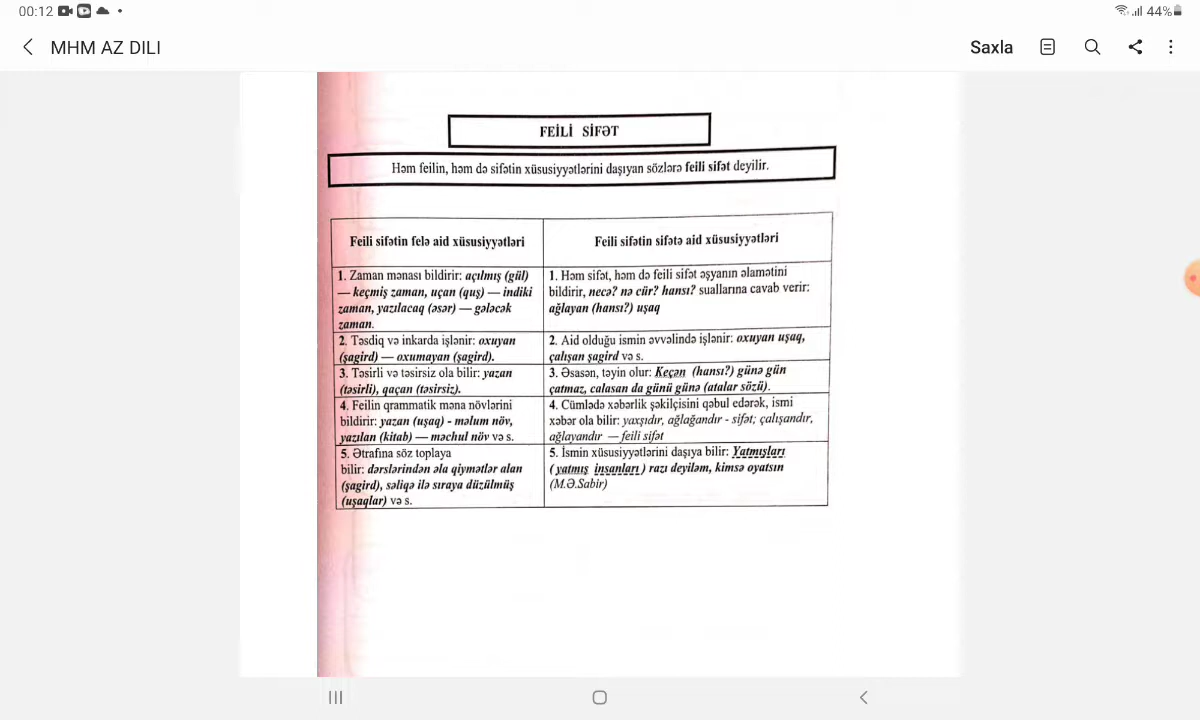 00:12
44%
MHM AZ DILI
Saxla
FEİLİ SİFƏT
Həm feilin, həm də sifətin xüsusiyyətlərini daşıyan sözlərə feili sifət deyilir.
Feili sifətin felə aid xüsusiyyətləri
Feili sifətin sifətə aid xüsusiyyətləri
1. Zaman mənası bildirir: açılmış (gül)
— keçmiş zaman, uçan (quş) — indiki
zaman, yazılacaq (əsər) — gələcək
zaman.
1. Həm sifət, həm də feili sifət əşyanın əlamətini
bildirir, necə? nə cür? hansı? suallarına cavab verir:
ağlayan (hansı?) uşaq
2. Təsdiq və inkarda işlənir: oxuyan
(şagird) — oxumayan (şagird).
2. Aid olduğu ismin əvvəlində işlənir: oxuyan uşaq,
çalışan şagird və s.
3. Təsirli və təsirsiz ola bilir: yazan
(təsirli), qaçan (təsirsiz).
3. Əsasən, təyin olur: Keçən (hansı?) günə gün
çatmaz, calasan da günü günə (atalar sözü).
4. Feilin qrammatik məna növlərini
bildirir: yazan (uşaq) - məlum növ,
yazılan (kitab) — məchul növ və s.
4. Cümlədə xəbərlik şəkilçisini qəbul edərək, ismi
xəbər ola bilir: yaxşıdır, ağlağandır - sifət; çalışandır,
ağlayandır — feili sifət
5. Ətrafına söz toplaya
bilir: dərslərindən əla qiymətlər alan
(şagird), səliqə ilə sıraya düzülmüş
(uşaqlar) və s.
5. İsmin xüsusiyyətlərini daşıya bilir: Yatmışları
(yatmış insanları) razı deyiləm, kimsə oyatsın
(M.Ə.Sabir)